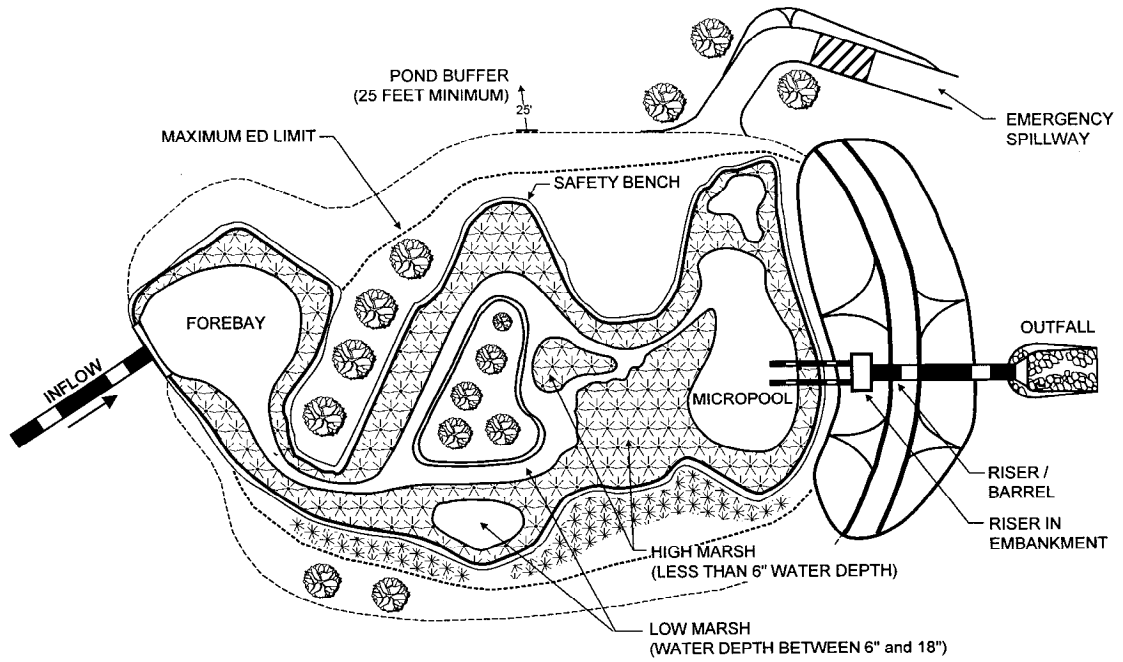 POND BUFFER
(25 FEET MINIMUM)
25'
MAXIMUM ED LIMIT
SAFETY BENCH
EMERGENCY
SPILLWAY
FOREBAY
INFLOW
MICROPOOL
OUTFALL
RISER /
BARREL
RISER IN
EMBANKMENT
HIGH MARSH
(LESS THAN 6" WATER DEPTH)
LOW MARSH
(WATER DEPTH BETWEEN 6" and 18")